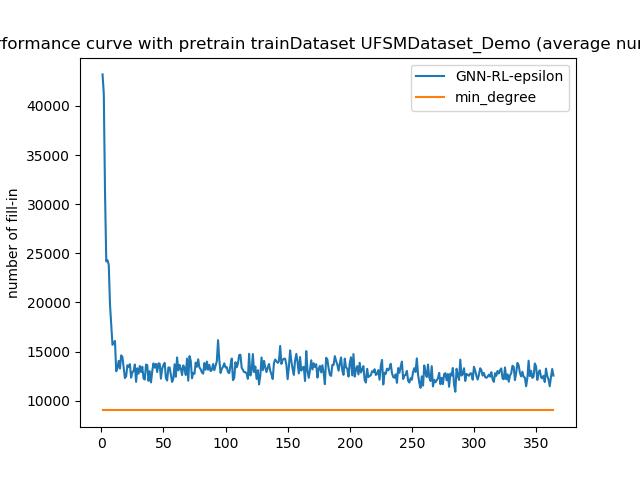 rformance curve with pretrain trainDataset UFSMDataset_Demo (average nu
GNN-RL-epsilon
min_degree
number of fill-in
40000
35000
30000
25000
20000
15000
10000
0 50 100 150 200 250 300 350